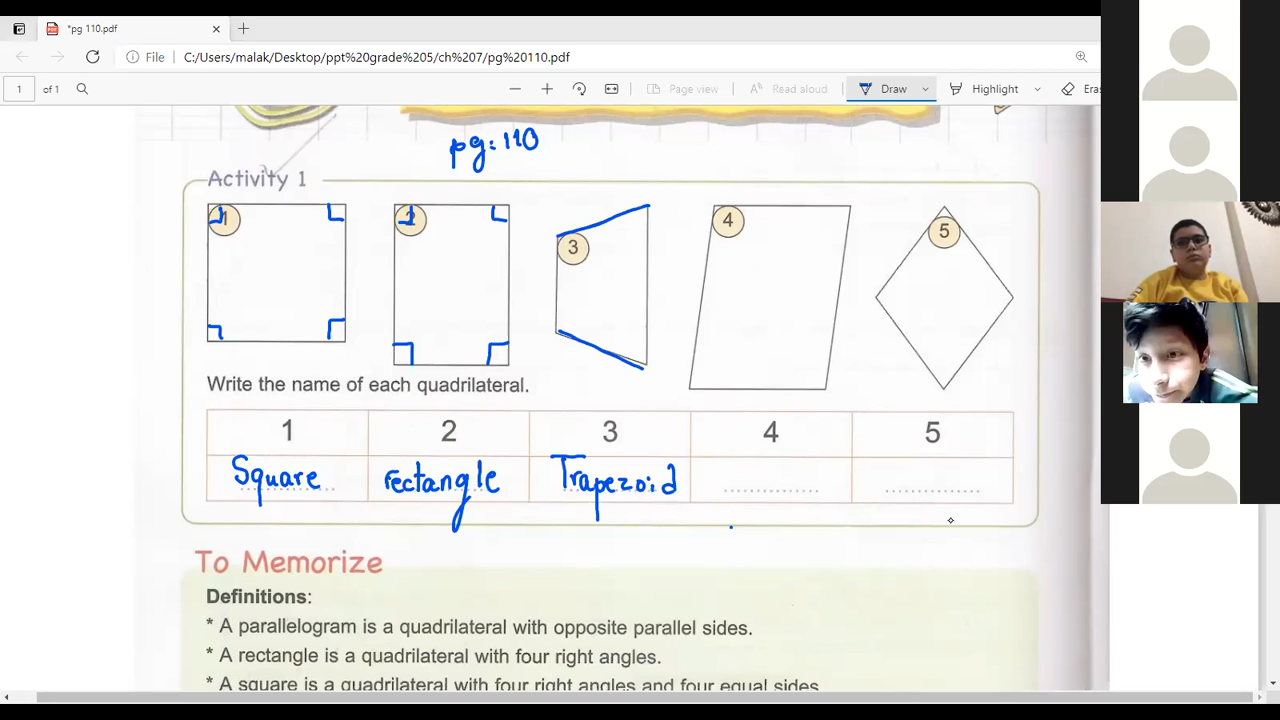 *pg 110.pdf
File
C:/Users/malak/Desktop/ppt%20grade%205/ch%207/pg%20110.pdf
1 of 1
Page view
Read aloud
Draw
Highlight
pg: 110
Activity 1
1 2 3 4 5
Write the name of each quadrilateral.
1 2 3 4 5
Square rectangle Trapezoid .................. ..................
To Memorize
Definitions:
* A parallelogram is a quadrilateral with opposite parallel sides.
* A rectangle is a quadrilateral with four right angles.
* A square is a quadrilateral with four right angles and four equal sides